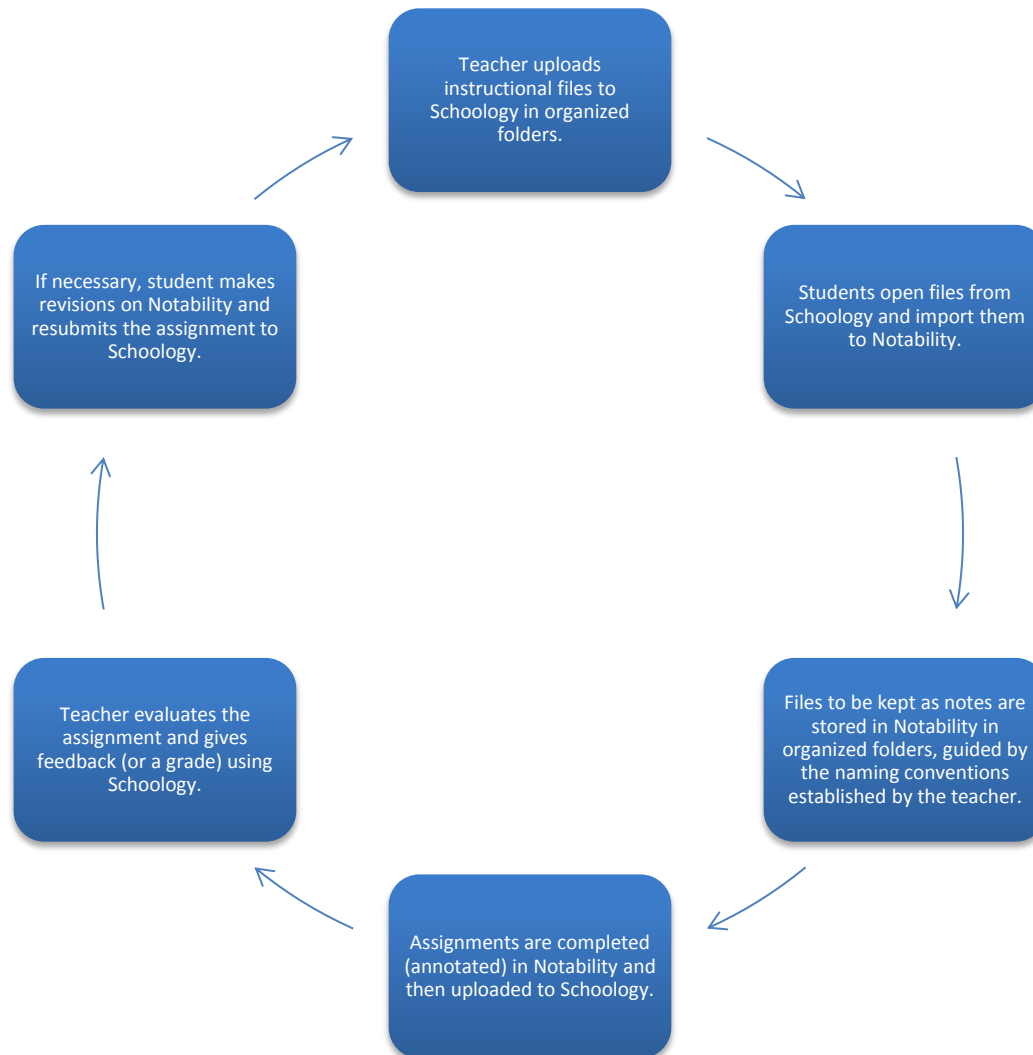 Teacher uploads
instructional files to
Schoology in organized
folders.
Students open files from
Schoology and import them
to Notability.
Files to be kept as notes are
stored in Notability in
organized folders, guided by
the naming conventions
established by the teacher.
Assignments are completed
(annotated) in Notability and
then uploaded to Schoology.
Teacher evaluates the
assignment and gives
feedback (or a grade) using
Schoology.
If necessary, student makes
revisions on Notability and
resubmits the assignment to
Schoology.